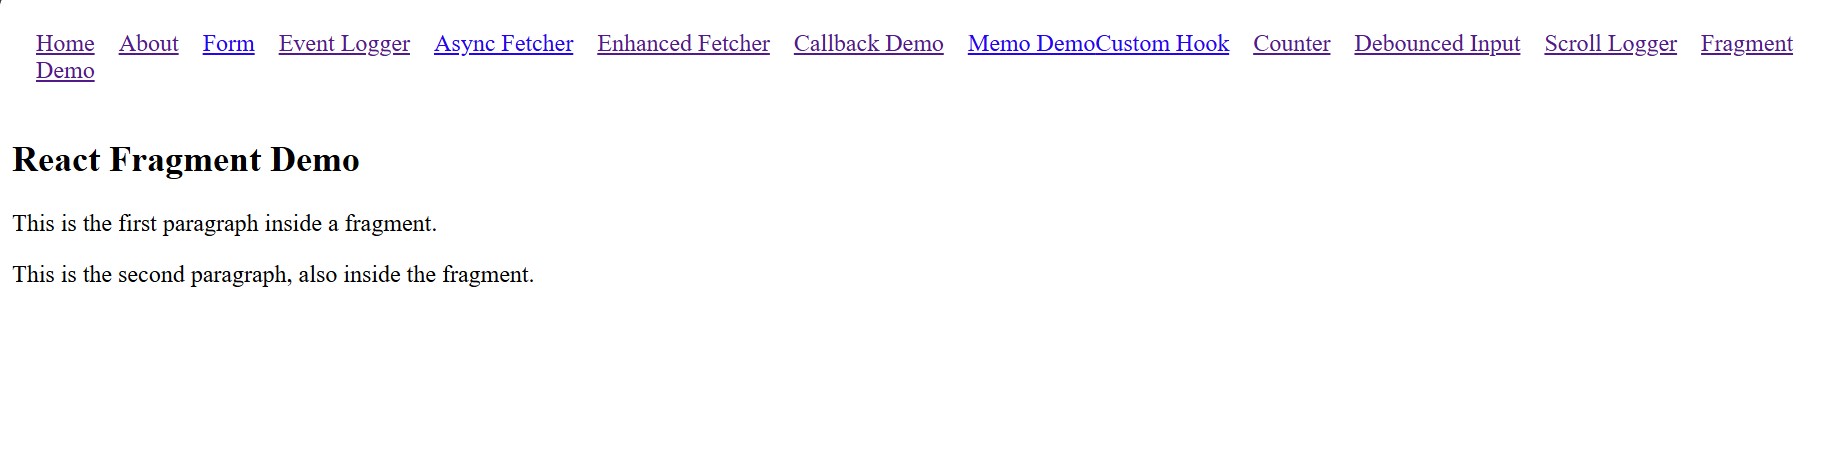 Home About Form Event Logger Async Fetcher Enhanced Fetcher Callback Demo Memo DemoCustom Hook Counter Debounced Input Scroll Logger Fragment
Demo
React Fragment Demo
This is the first paragraph inside a fragment.
This is the second paragraph, also inside the fragment.